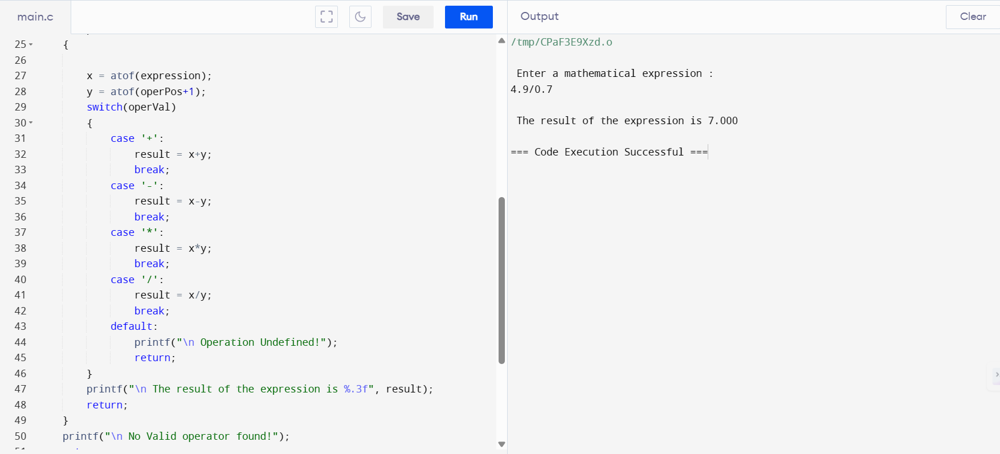 main.c
Save
Run
Output
Clear
25 {
26
27 x = atof(expression);
28 y = atof(operPos+1);
29 switch(operVal)
30 {
31 case '+':
32 result = x+y;
33 break;
34 case '-':
35 result = x-y;
36 break;
37 case '*':
38 result = x*y;
39 break;
40 case '/':
41 result = x/y;
42 break;
43 default:
44 printf("\n Operation Undefined!");
45 return;
46 }
47 printf("\n The result of the expression is %.3f", result);
48 return;
49 }
50 printf("\n No Valid operator found!");
/tmp/CPaF3E9Xzd.o
Enter a mathematical expression :
4.9/0.7
The result of the expression is 7.000
=== Code Execution Successful ===